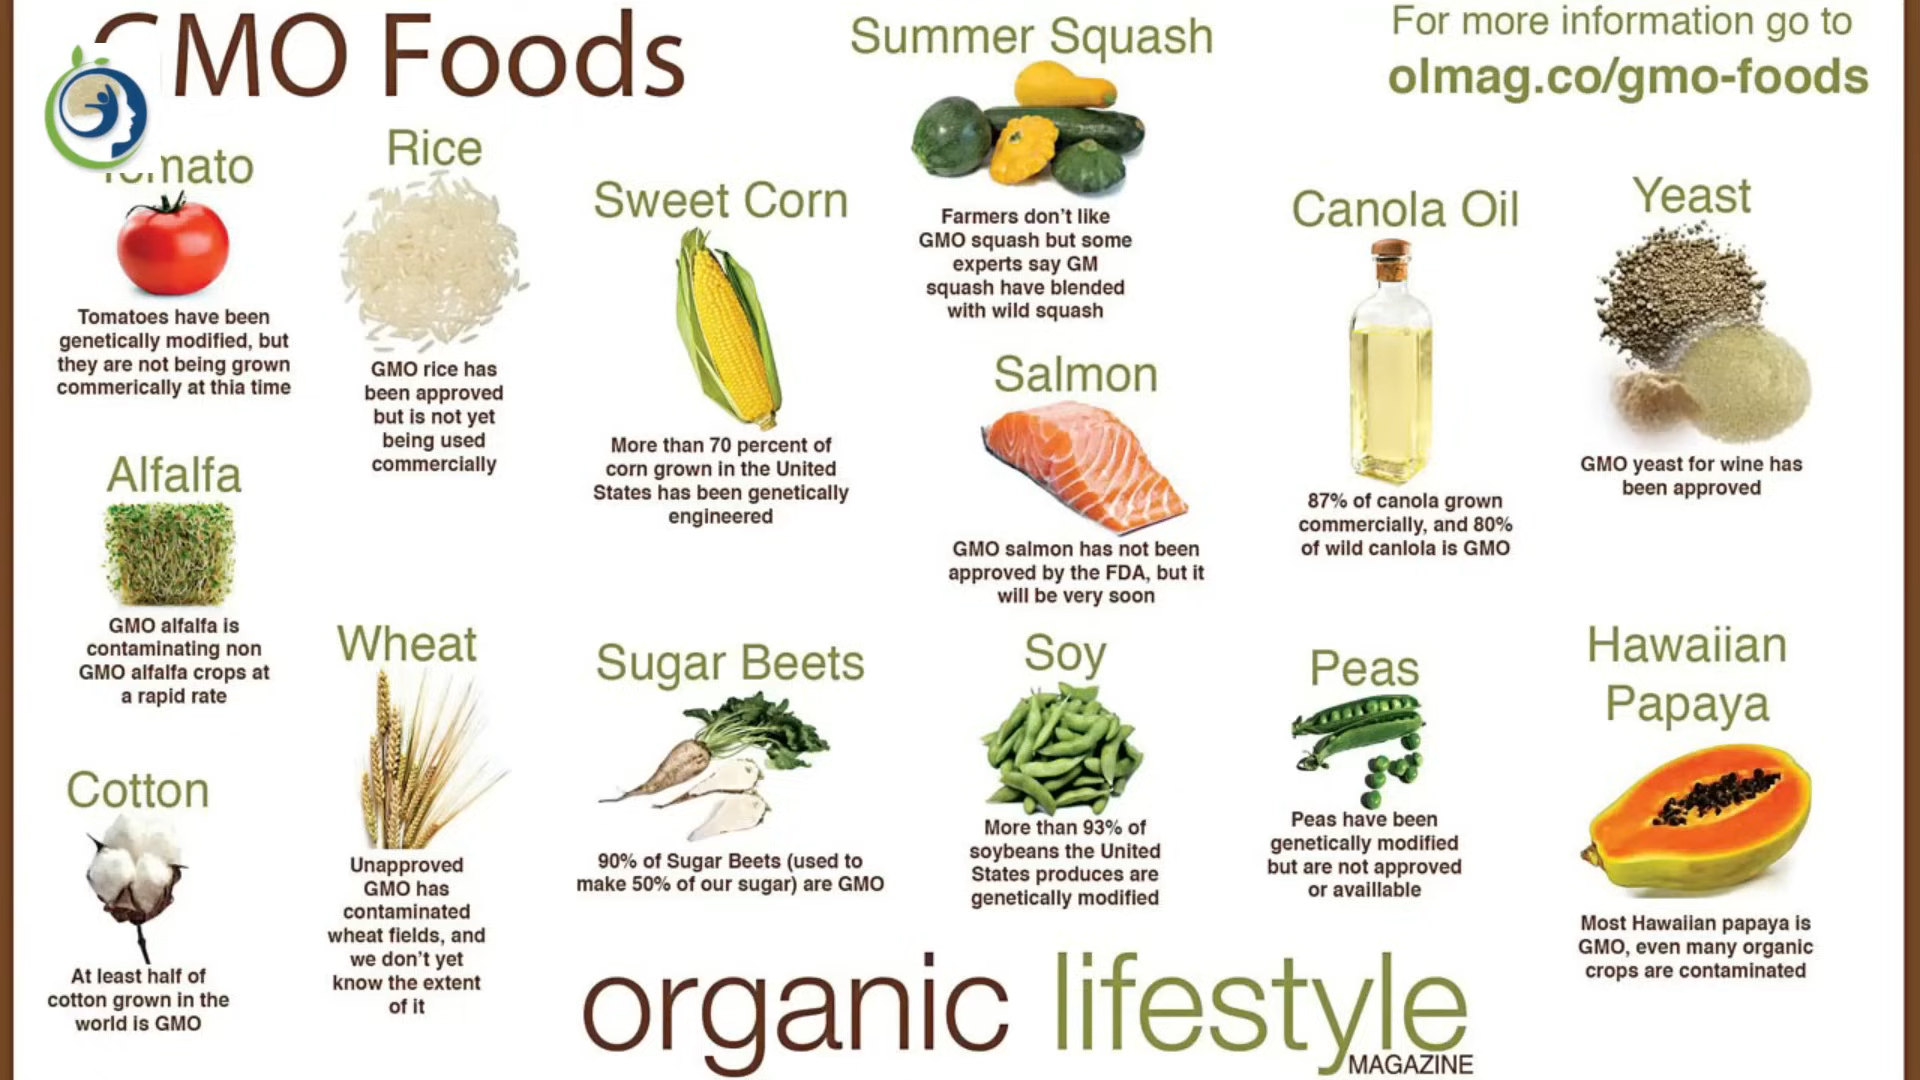 GMO Foods
Tomato
Tomatoes have been
genetically modified, but
they are not being grown
commerically at thia time
Rice
GMO rice has
been approved
but is not yet
being used
commercially
Sweet Corn
More than 70 percent of
corn grown in the United
States has been genetically
engineered
Summer Squash
Farmers don't like
GMO squash but some
experts say GM
squash have blended
with wild squash
For more information go to
olmag.co/gmo-foods
Canola Oil
87% of canola grown
commercially, and 80%
of wild canlola is GMO
Yeast
GMO yeast for wine has
been approved
Salmon
GMO salmon has not been
approved by the FDA, but it
will be very soon
Alfalfa
GMO alfalfa is
contaminating non
GMO alfalfa crops at
a rapid rate
Wheat
Unapproved
GMO has
contaminated
wheat fields, and
we don't yet
know the extent
of it
Sugar Beets
90% of Sugar Beets (used to
make 50% of our sugar) are GMO
Soy
More than 93% of
soybeans the United
States produces are
genetically modified
Peas
Peas have been
genetically modified
but are not approved
or availlable
Hawaiian
Papaya
Most Hawaiian papaya is
GMO, even many organic
crops are contaminated
Cotton
At least half of
cotton grown in the
world is GMO
organic lifestyle
MAGAZINE